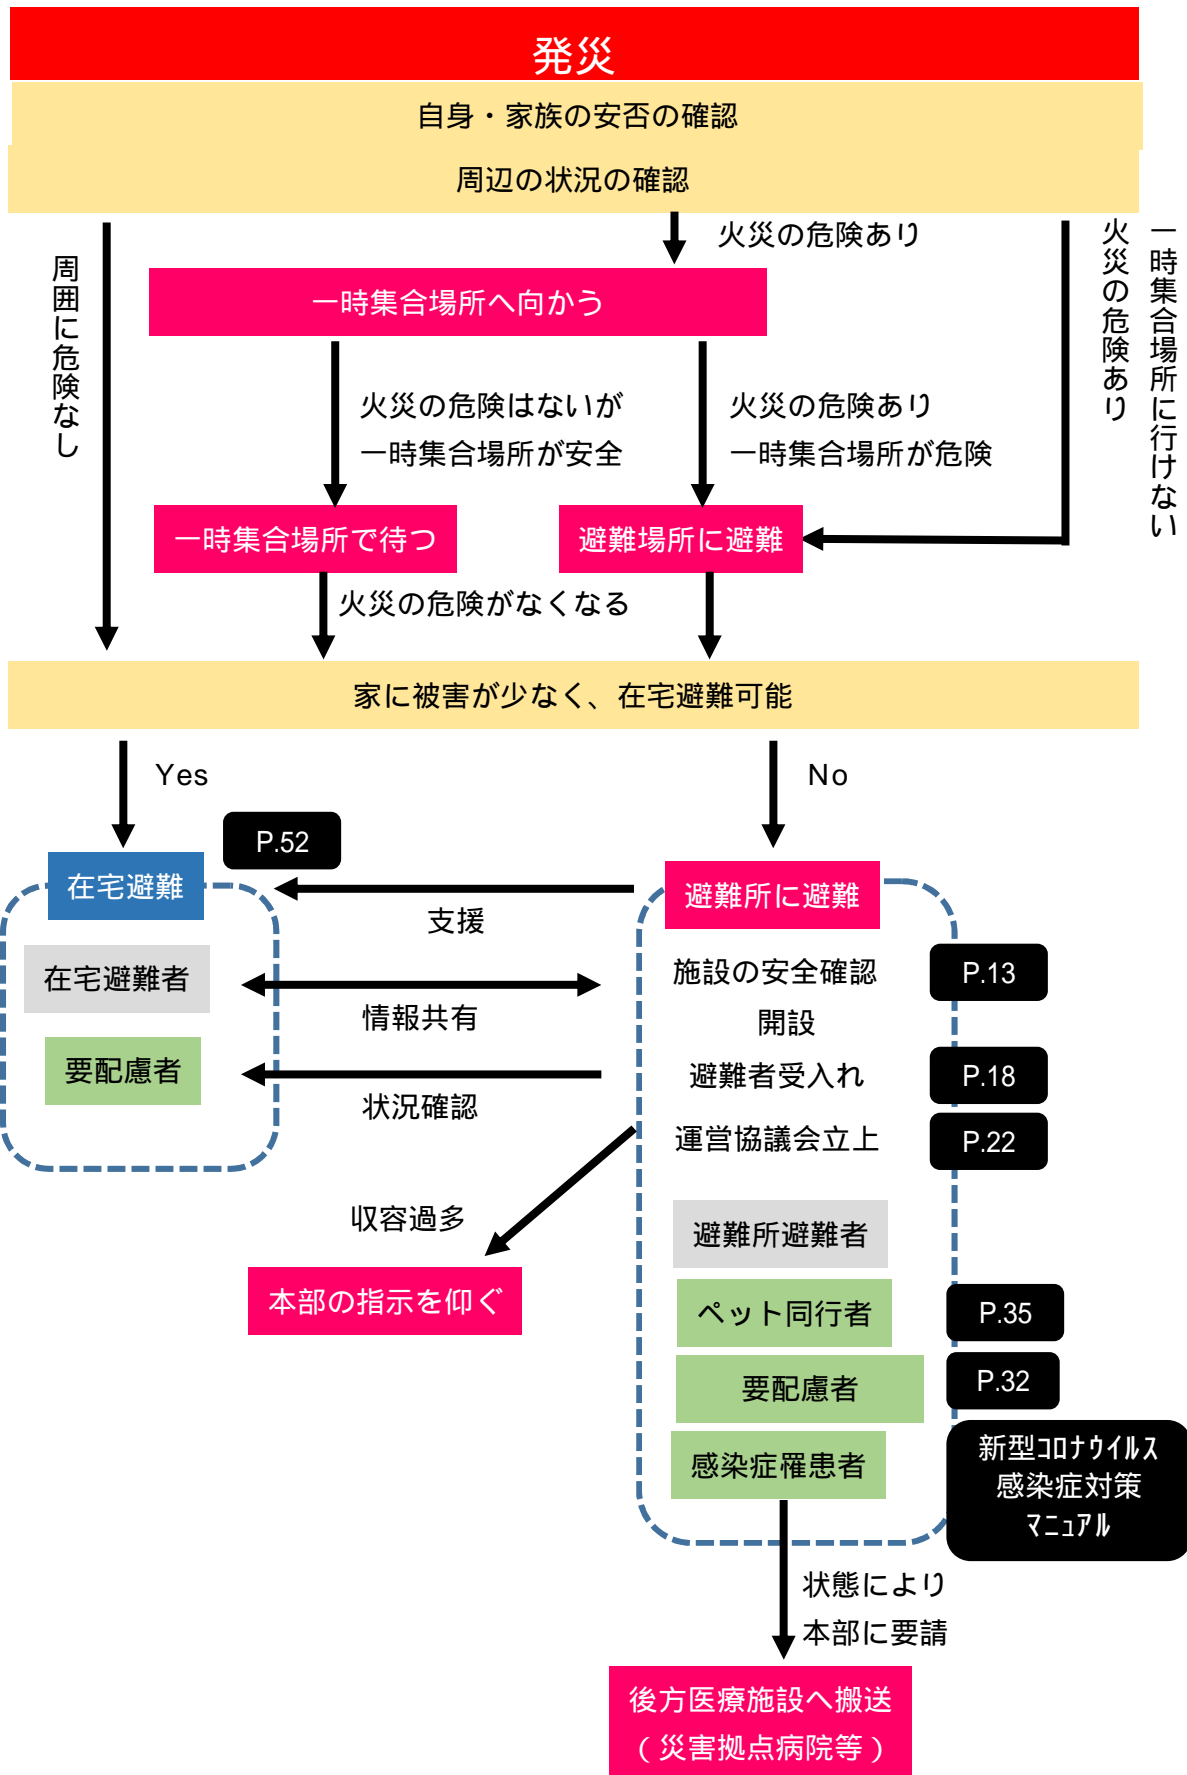 発災
自身・家族の安否の確認
周辺の状況の確認
火災の危険あり
一時集合場所に行けない
火災の危険あり
周囲に危険なし
一時集合場所へ向かう
火災の危険はないが
一時集合場所が安全
火災の危険あり
一時集合場所が危険
一時集合場所で待つ
避難場所に避難
火災の危険がなくなる
家に被害が少なく、在宅避難可能
Yes
No
P.52
在宅避難
避難所に避難
支援
在宅避難者
施設の安全確認
P.13
情報共有
開設
要配慮者
避難者受入れ
P.18
状況確認
運営協議会立上
P.22
収容過多
避難所避難者
本部の指示を仰ぐ
ペット同行者
P.35
要配慮者
P.32
感染症罹患者
新型ｺﾛﾅｳｲﾙｽ
感染症対策
ﾏﾆｭｱﾙ
状態により
本部に要請
後方医療施設へ搬送
（災害拠点病院等）